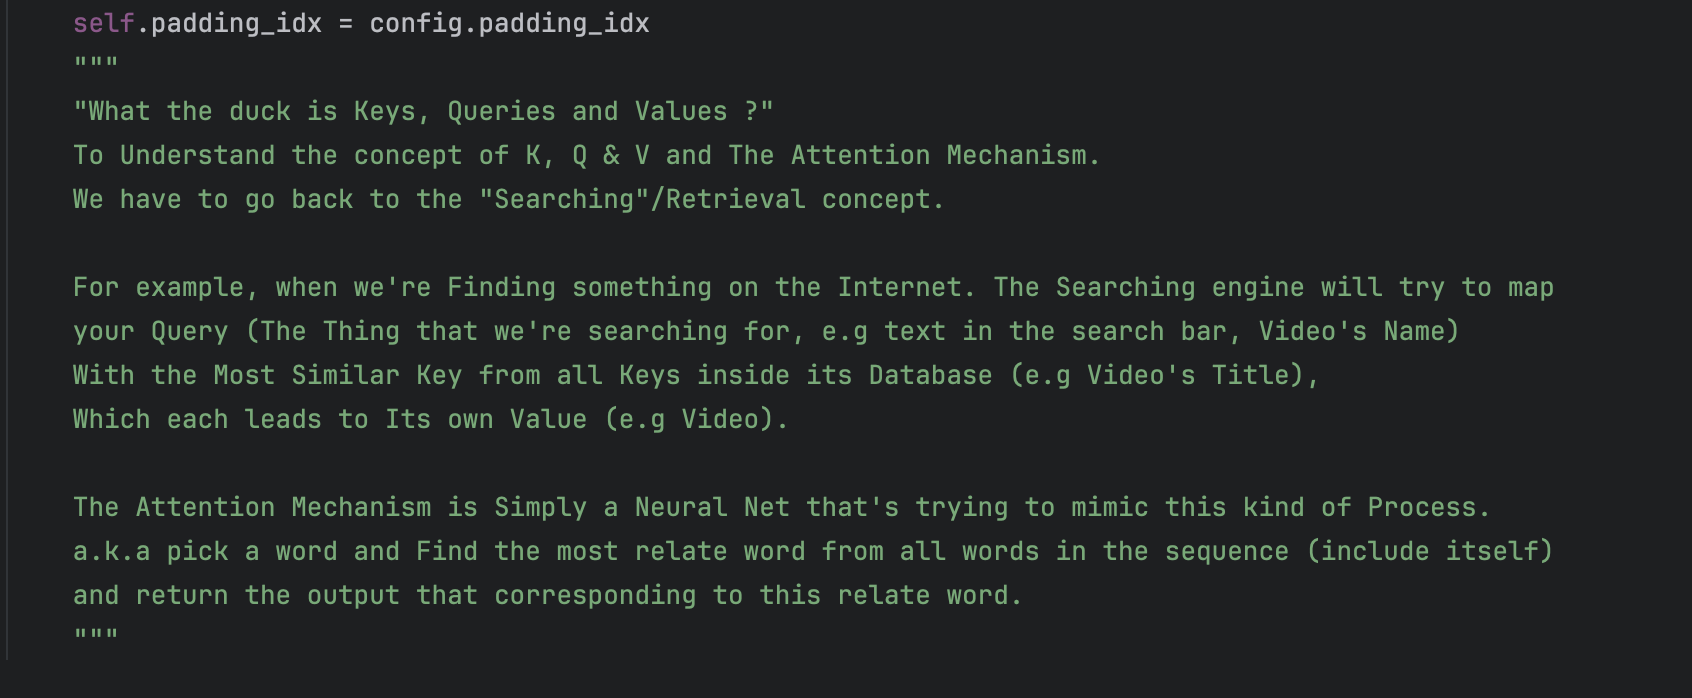 self.padding_idx = config.padding_idx
"""
"What the duck is Keys, Queries and Values ?"
To Understand the concept of K, Q & V and The Attention Mechanism.
We have to go back to the "Searching"/Retrieval concept.
For example, when we're Finding something on the Internet. The Searching engine will try to map
your Query (The Thing that we're searching for, e.g text in the search bar, Video's Name)
With the Most Similar Key from all Keys inside its Database (e.g Video's Title),
Which each leads to Its own Value (e.g Video).
The Attention Mechanism is Simply a Neural Net that's trying to mimic this kind of Process.
a.k.a pick a word and Find the most relate word from all words in the sequence (include itself)
and return the output that corresponding to this relate word.
"""